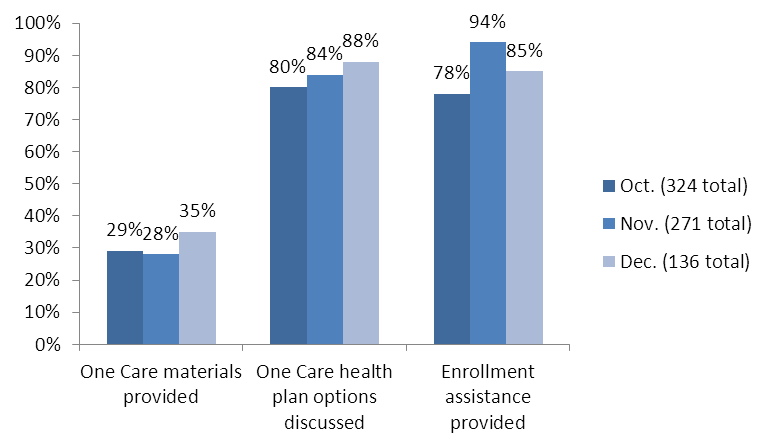 100%
90%
80%
70%
60%
50%
40%
30%
20%
10%
0%
29%
28%
35%
80%
84%
88%
78%
94%
85%
One Care materials
provided
One Care health
plan options
discussed
Enrollment
assistance
provided
Oct. (324 total)
Nov. (271 total)
Dec. (136 total)